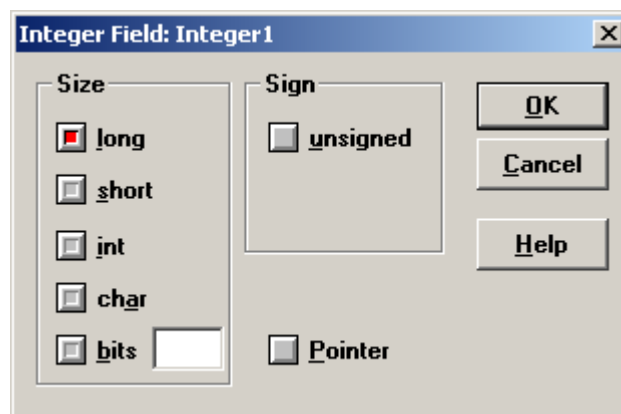 Integer Field: Integer1
Size
long
short
int
char
bits
Sign
unsigned
Pointer
OK
Cancel
Help